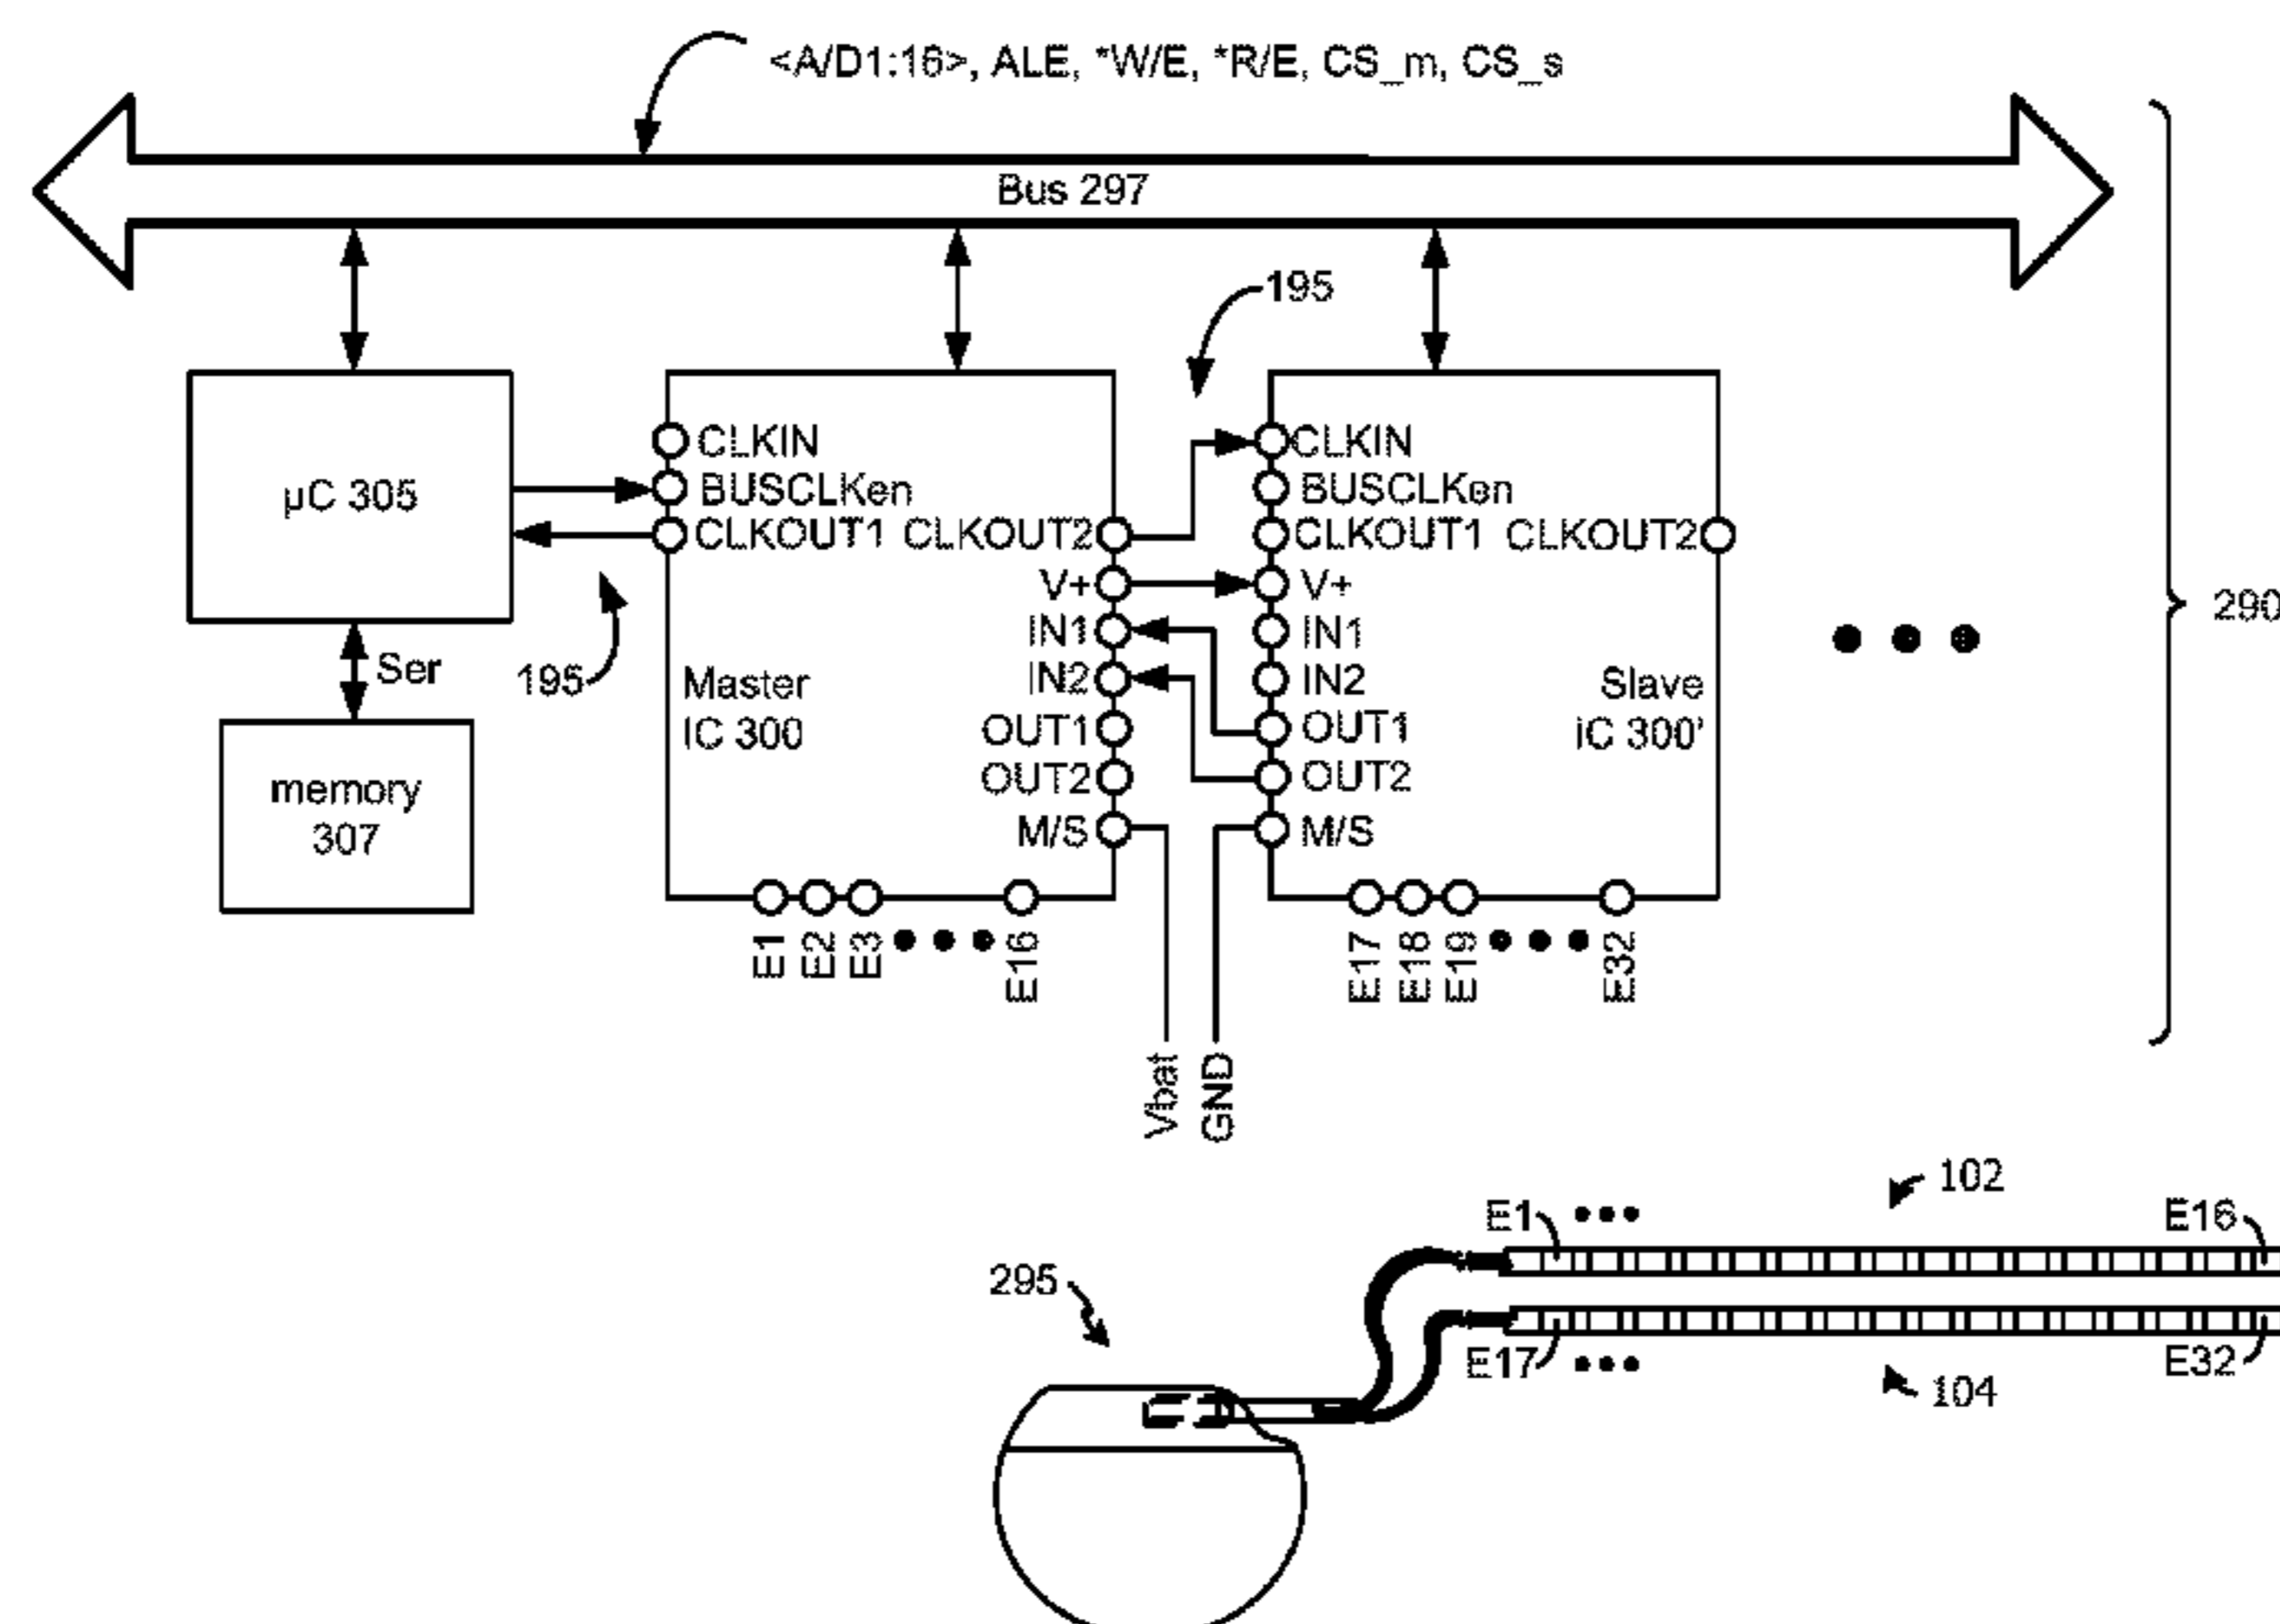 <A/D1:16>, ALE, *W/E, *R/E, CS_m, CS_s
Bus 297
195
290
µC 305
CLKIN
BUSCLKen
CLKOUT1 CLKOUT2
V+
IN1
IN2
OUT1
OUT2
M/S
Master
IC 300
195
Ser
memory
307
CLKIN
BUSCLKen
CLKOUT1 CLKOUT2
V+
IN1
IN2
OUT1
OUT2
M/S
Slave
IC 300'
E1 E2 E3 E16
E17 E18 E19 E32
Vbat
GND
102
E1
E16
295
E17
E32
104